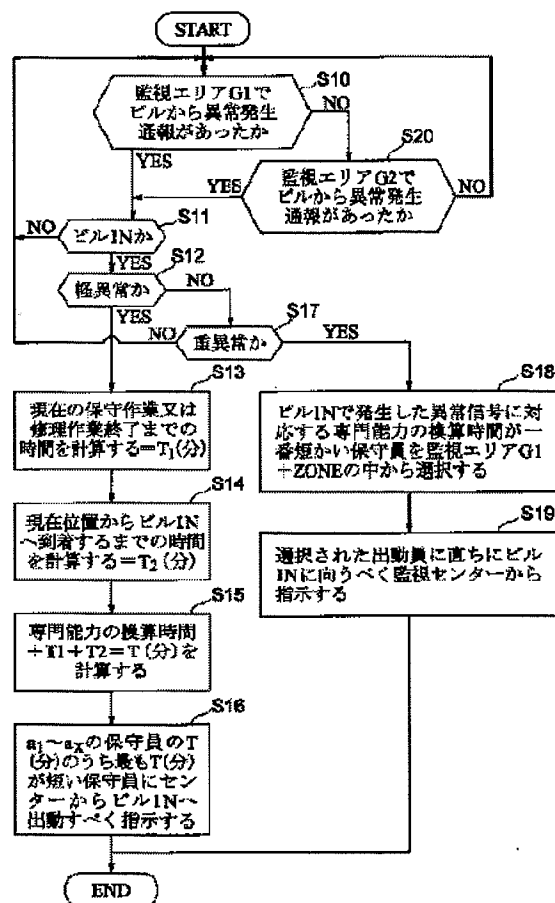 START
S10
監視エリアG1で
ビルから異常発生
通報があったか
NO
YES
S20
監視エリアG2で
ビルから異常発生
通報があったか
YES
NO
S11
ビル1Nか
NO
YES
S12
軽異常か
NO
YES
S17
重異常か
NO
YES
S13
現在の保守作業又は
修理作業終了までの
時間を計算する=T₁(分)
S14
現在位置からビル1N
へ到着するまでの時間
を計算する=T₂(分)
S15
専門能力の換算時間
+T1+T2=T(分)を
計算する
S16
a₁～aₓの保守員のT
(分)のうち最もT(分)
が短い保守員にセン
ターからビル1Nへ
出動すべく指示する
S18
ビル1Nで発生した異常信号に対
応する専門能力の換算時間が一
番短かい保守員を監視エリアG1
+ZONEの中から選択する
S19
選択された出動員に直ちにビル
1Nに向うべく監視センターから
指示する
END